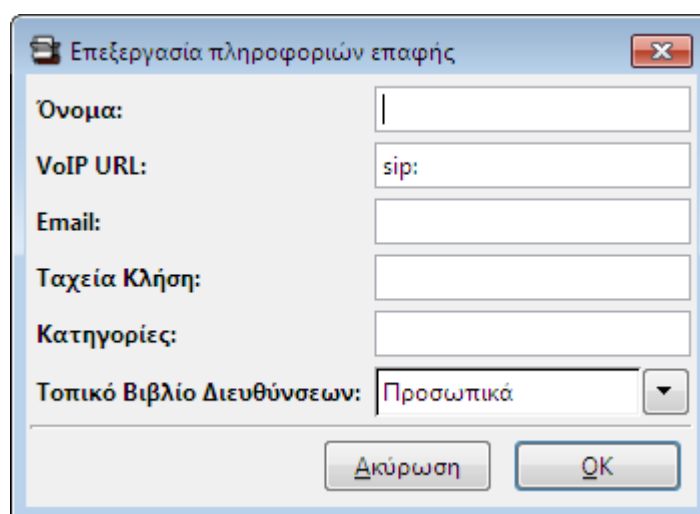 Επεξεργασία πληροφοριών επαφής
Όνομα:
VoIP URL: sip:
Email:
Ταχεία Κλήση:
Κατηγορίες:
Τοπικό Βιβλίο Διευθύνσεων: Προσωπικά
Ακύρωση OK